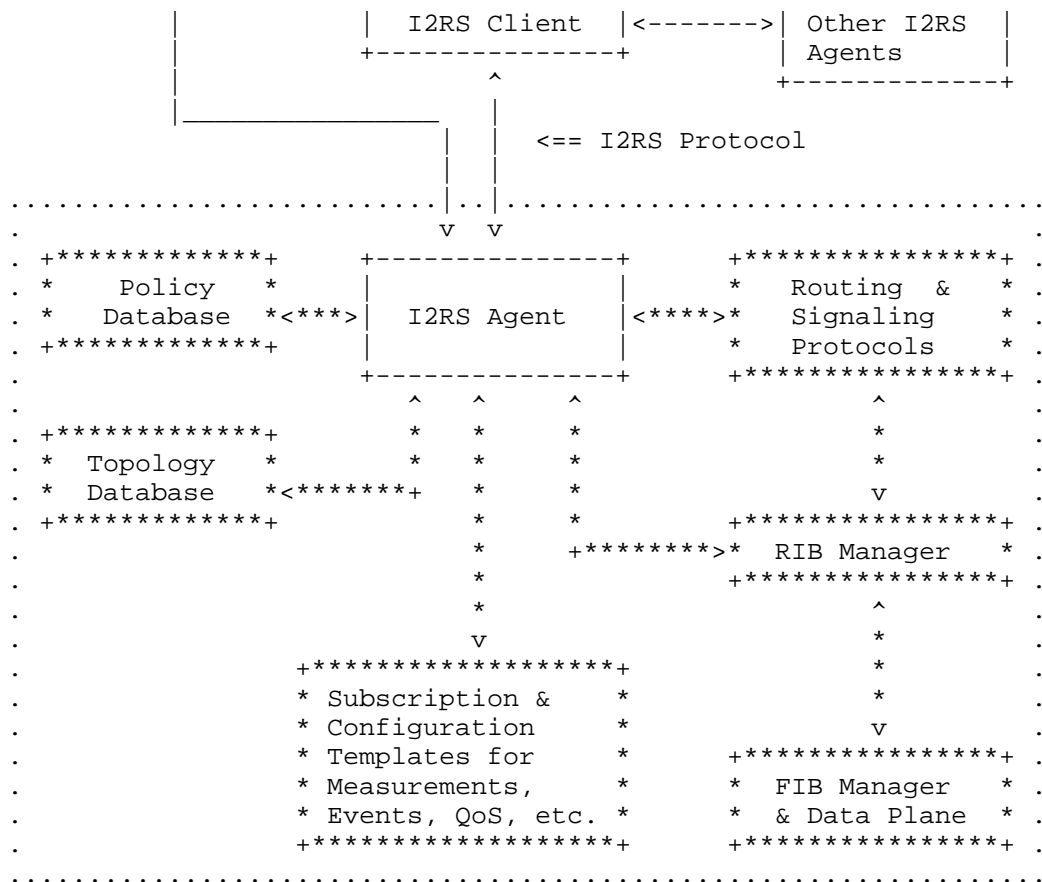 I2RS Client <-------> Other I2RS
Agents
<== I2RS Protocol
Policy
Database <***> I2RS Agent <****> Routing &
Signaling
Protocols
Topology
Database
RIB Manager
Subscription &
Configuration
Templates for
Measurements,
Events, QoS, etc.
FIB Manager
& Data Plane